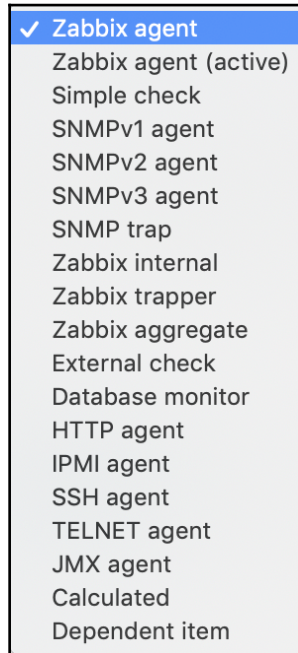 Zabbix agent
Zabbix agent (active)
Simple check
SNMPv1 agent
SNMPv2 agent
SNMPv3 agent
SNMP trap
Zabbix internal
Zabbix trapper
Zabbix aggregate
External check
Database monitor
HTTP agent
IPMI agent
SSH agent
TELNET agent
JMX agent
Calculated
Dependent item